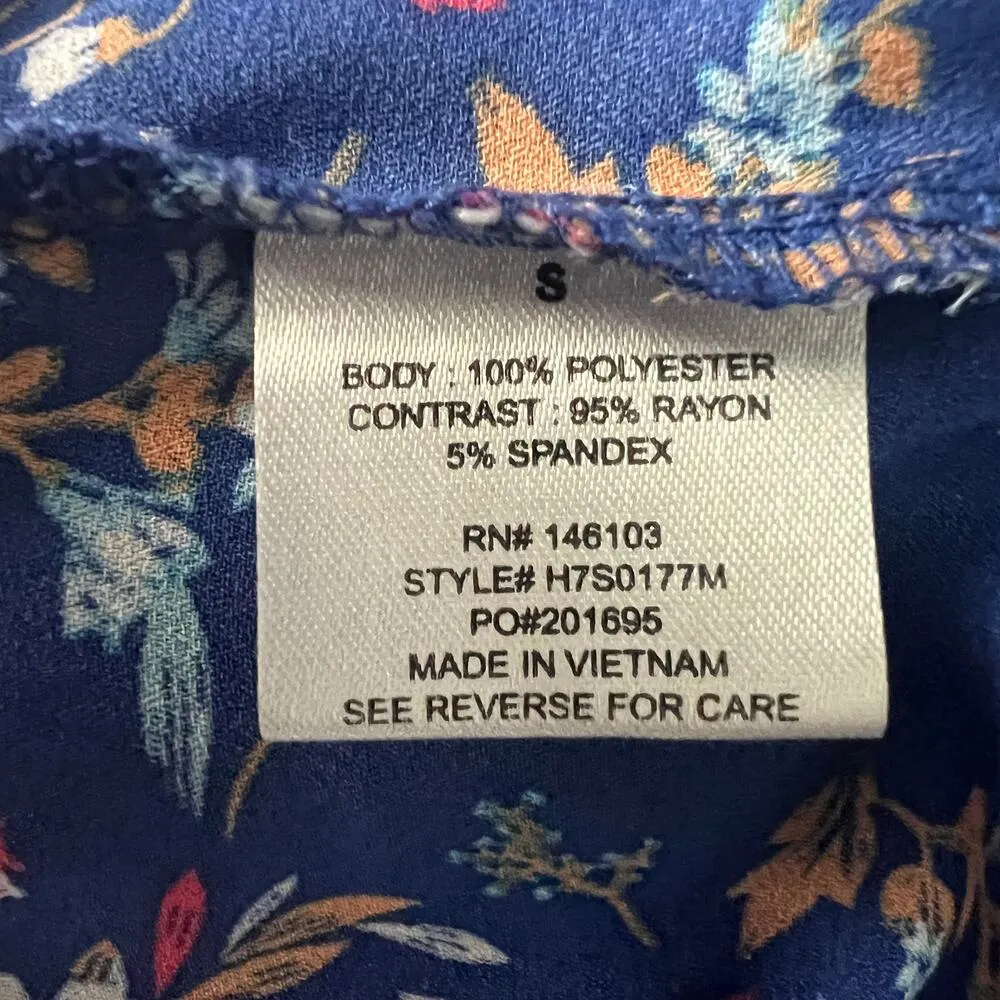 S
BODY : 100% POLYESTER
CONTRAST : 95% RAYON
5% SPANDEX
RN# 146103
STYLE# H7S0177M
PO#201695
MADE IN VIETNAM
SEE REVERSE FOR CARE